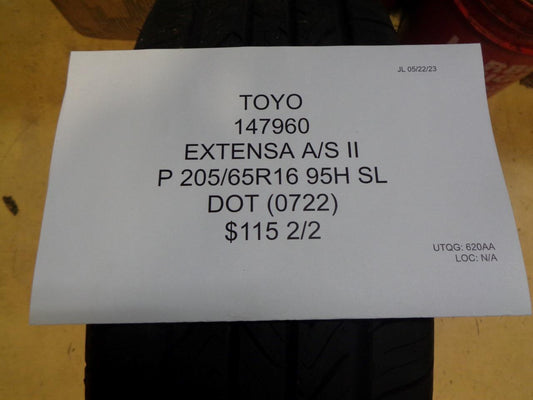 JL 05/22/23
TOYO
147960
EXTENSA A/S II
P 205/65R16 95H SL
DOT (0722)
$115 2/2
UTQG: 620AA
LOC: N/A